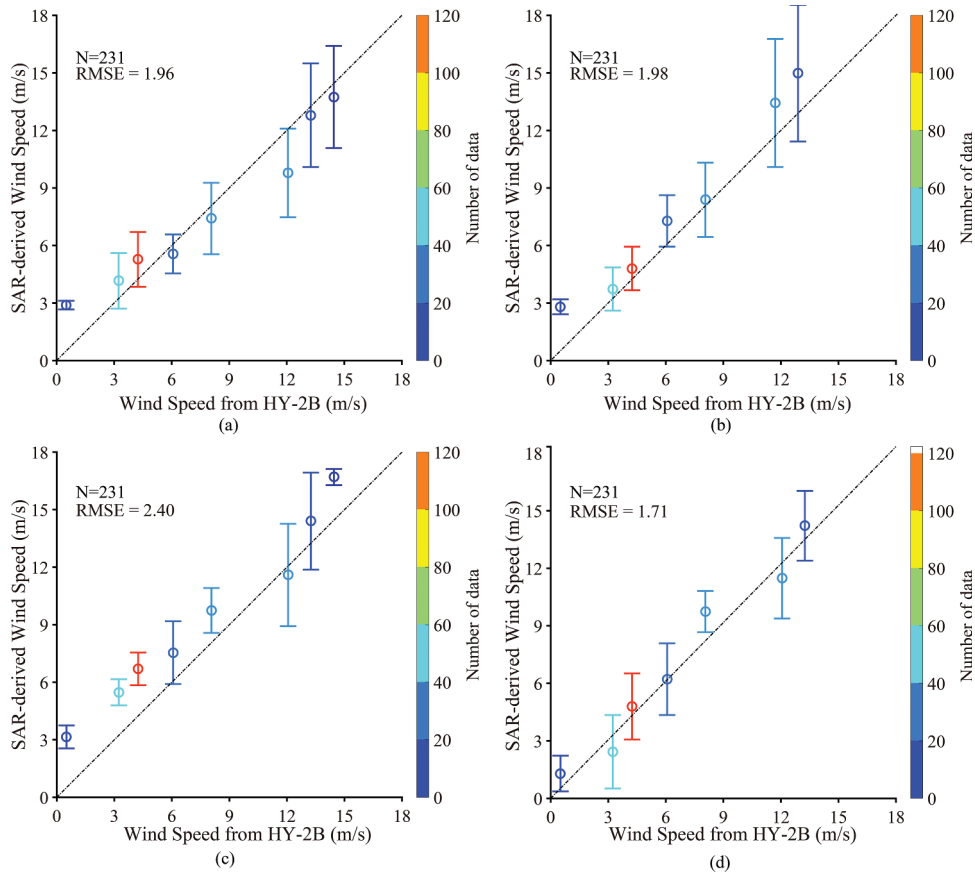 18
15
12
9
6
3
0
SAR-derived Wind Speed (m/s)
N=231
RMSE = 1.96
0 3 6 9 12 15 18
Wind Speed from HY-2B (m/s)
(a)
120
100
80
60
40
20
0
Number of data
18
15
12
9
6
3
0
SAR-derived Wind Speed (m/s)
N=231
RMSE = 1.98
0 3 6 9 12 15 18
Wind Speed from HY-2B (m/s)
(b)
120
100
80
60
40
20
0
Number of data
18
15
12
9
6
3
0
SAR-derived Wind Speed (m/s)
N=231
RMSE = 2.40
0 3 6 9 12 15 18
Wind Speed from HY-2B (m/s)
(c)
120
100
80
60
40
20
0
Number of data
18
15
12
9
6
3
0
SAR-derived Wind Speed (m/s)
N=231
RMSE = 1.71
0 3 6 9 12 15 18
Wind Speed from HY-2B (m/s)
(d)
120
100
80
60
40
20
0
Number of data